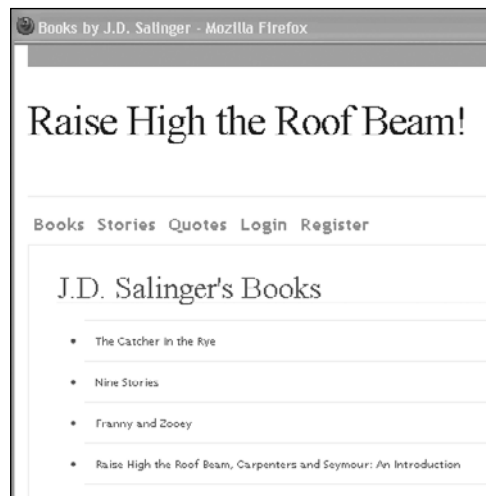 Books by J.D. Salinger - Mozilla Firefox
Raise High the Roof Beam!
Books Stories Quotes Login Register
J.D. Salinger's Books
• The Catcher in the Rye
• Nine Stories
• Franny and Zooey
• Raise High the Roof Beam, Carpenters and Seymour: An Introduction